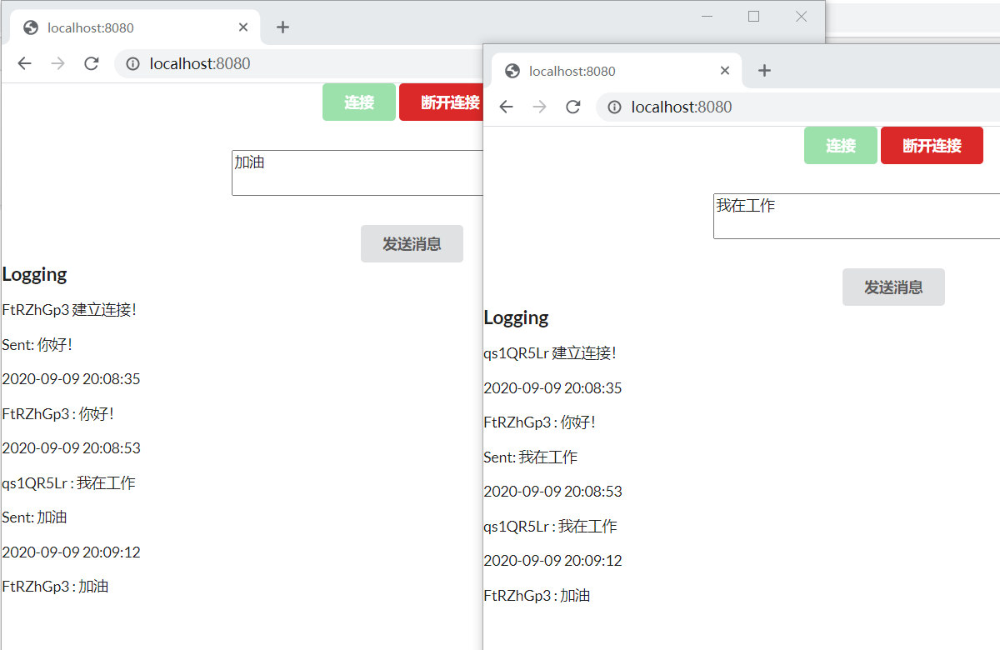 localhost:8080
localhost:8080
连接 断开连接
加油
发送消息
Logging
FtRZhGp3 建立连接！
Sent: 你好！
2020-09-09 20:08:35
FtRZhGp3 : 你好！
2020-09-09 20:08:53
qs1QR5Lr : 我在工作
Sent: 加油
2020-09-09 20:09:12
FtRZhGp3 : 加油
localhost:8080
localhost:8080
连接 断开连接
我在工作
发送消息
Logging
qs1QR5Lr 建立连接！
2020-09-09 20:08:35
FtRZhGp3 : 你好！
Sent: 我在工作
2020-09-09 20:08:53
qs1QR5Lr : 我在工作
2020-09-09 20:09:12
FtRZhGp3 : 加油